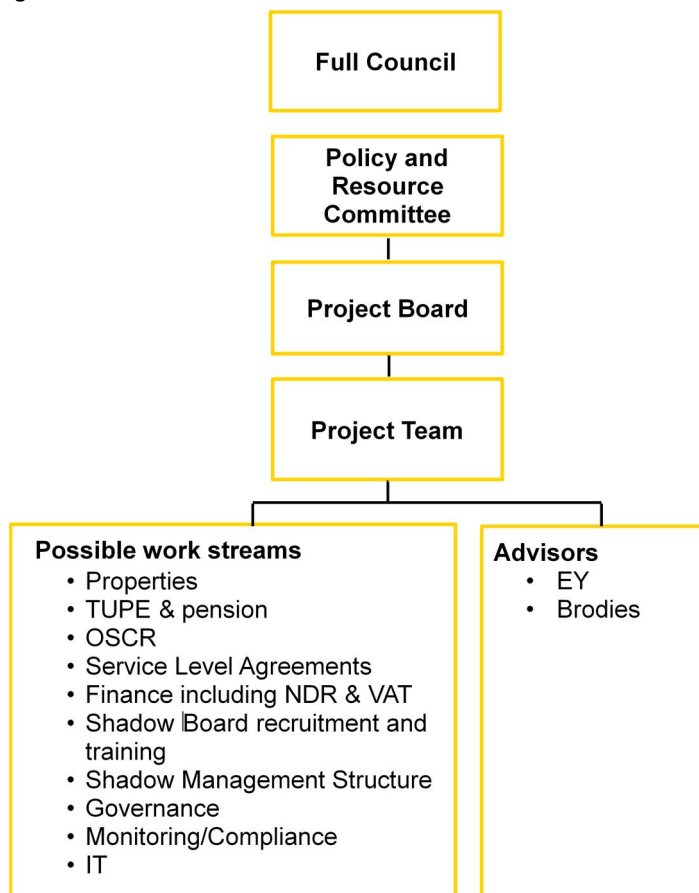 Full Council
Policy and
Resource
Committee
Project Board
Project Team
Possible work streams
• Properties
• TUPE & pension
• OSCR
• Service Level Agreements
• Finance including NDR & VAT
• Shadow Board recruitment and
training
• Shadow Management Structure
• Governance
• Monitoring/Compliance
• IT
Advisors
• EY
• Brodies